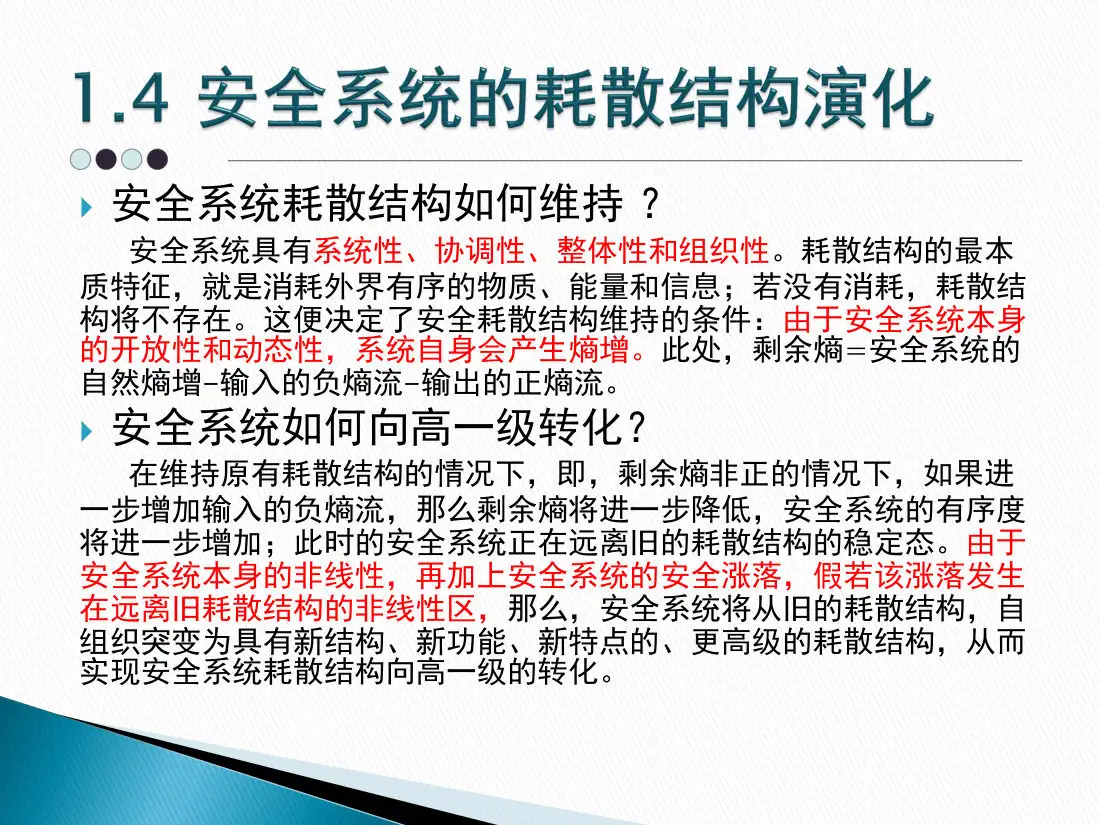 1.4 安全系统的耗散结构演化
安全系统耗散结构如何维持 ？
安全系统具有系统性、协调性、整体性和组织性。耗散结构的最本
质特征，就是消耗外界有序的物质、能量和信息；若没有消耗，耗散结
构将不存在。这便决定了安全耗散结构维持的条件：由于安全系统本身
的开放性和动态性，系统自身会产生熵增。此处，剩余熵=安全系统的
自然熵增-输入的负熵流-输出的正熵流。
安全系统如何向高一级转化？
在维持原有耗散结构的情况下，即，剩余熵非正的情况下，如果进
一步增加输入的负熵流，那么剩余熵将进一步降低，安全系统的有序度
将进一步增加；此时的安全系统正在远离旧的耗散结构的稳定态。由于
安全系统本身的非线性，再加上安全系统的安全涨落，假若该涨落发生
在远离旧耗散结构的非线性区，那么，安全系统将从旧的耗散结构，自
组织突变为具有新结构、新功能、新特点的、更高级的耗散结构，从而
实现安全系统耗散结构向高一级的转化。